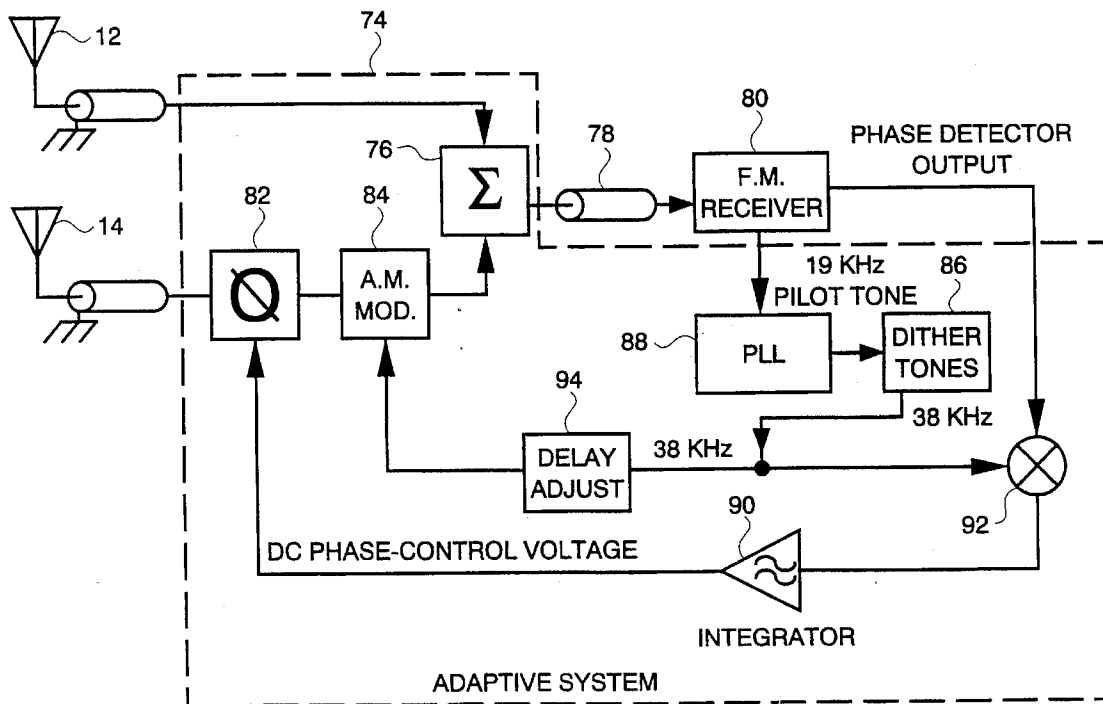 12
74
80
78
76
PHASE DETECTOR
OUTPUT
F.M.
RECEIVER
Σ
14
82
84
Ø
A.M.
MOD.
19 KHz
PILOT TONE
86
88
PLL
DITHER
TONES
94
38 KHz
38 KHz
DELAY
ADJUST
92
90
DC PHASE-CONTROL VOLTAGE
INTEGRATOR
ADAPTIVE SYSTEM